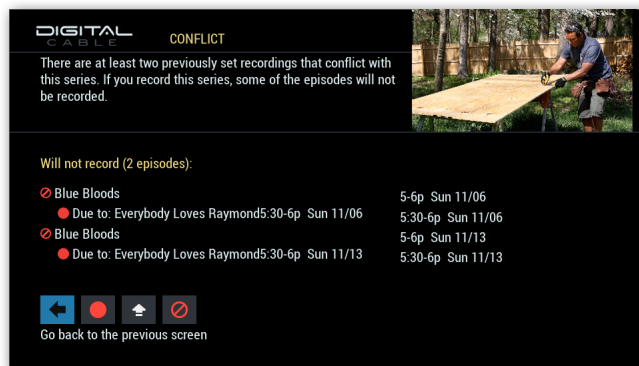 DIGITAL
CABLE
CONFLICT
There are at least two previously set recordings that conflict with
this series. If you record this series, some of the episodes will not
be recorded.
Will not record (2 episodes):
Blue Bloods 5-6p Sun 11/06
Due to: Everybody Loves Raymond5:30-6p Sun 11/06 5:30-6p Sun 11/06
Blue Bloods 5-6p Sun 11/13
Due to: Everybody Loves Raymond5:30-6p Sun 11/13 5:30-6p Sun 11/13
Go back to the previous screen